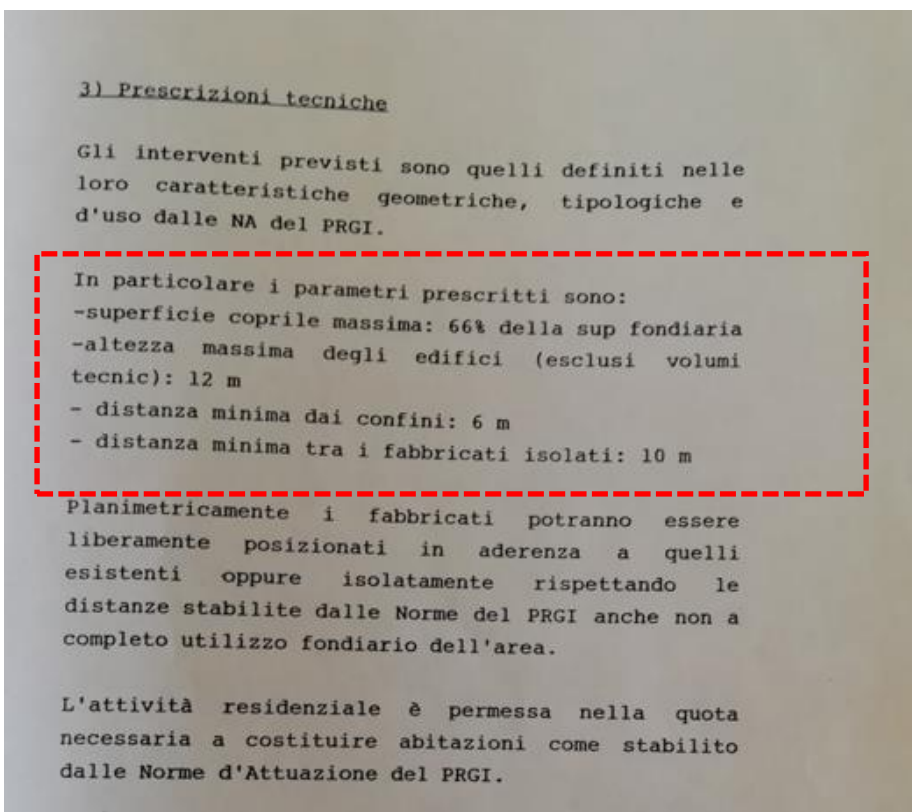 3) Prescrizioni tecniche
Gli interventi previsti sono quelli definiti nelle
loro caratteristiche geometriche, tipologiche e
d'uso dalle NA del PRGI.
In particolare i parametri prescritti sono:
-superficie coprile massima: 66% della sup fondiaria
-altezza massima degli edifici (esclusi volumi
tecnic): 12 m
- distanza minima dai confini: 6 m
- distanza minima tra i fabbricati isolati: 10 m
Planimetricamente i fabbricati potranno essere
liberamente posizionati in aderenza a quelli
esistenti oppure isolatamente rispettando le
distanze stabilite dalle Norme del PRGI anche non a
completo utilizzo fondiario dell'area.
L'attività residenziale è permessa nella quota
necessaria a costituire abitazioni come stabilito
dalle Norme d'Attuazione del PRGI.